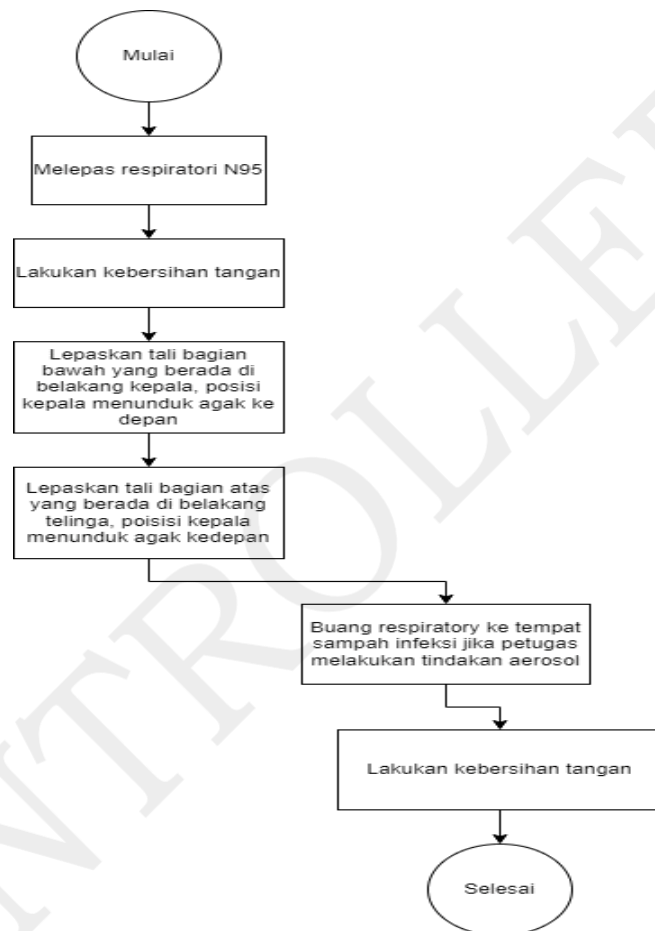 Mulai
Melepas respiratori N95
Lakukan kebersihan tangan
Lepaskan tali bagian
bawah yang berada di
belakang kepala, posisi
kepala menunduk agak ke
depan
Lepaskan tali bagian atas
yang berada di belakang
telinga, poisisi kepala
menunduk agak kedepan
Buang respiratory ke tempat
sampah infeksi jika petugas
melakukan tindakan aerosol
Lakukan kebersihan tangan
Selesai